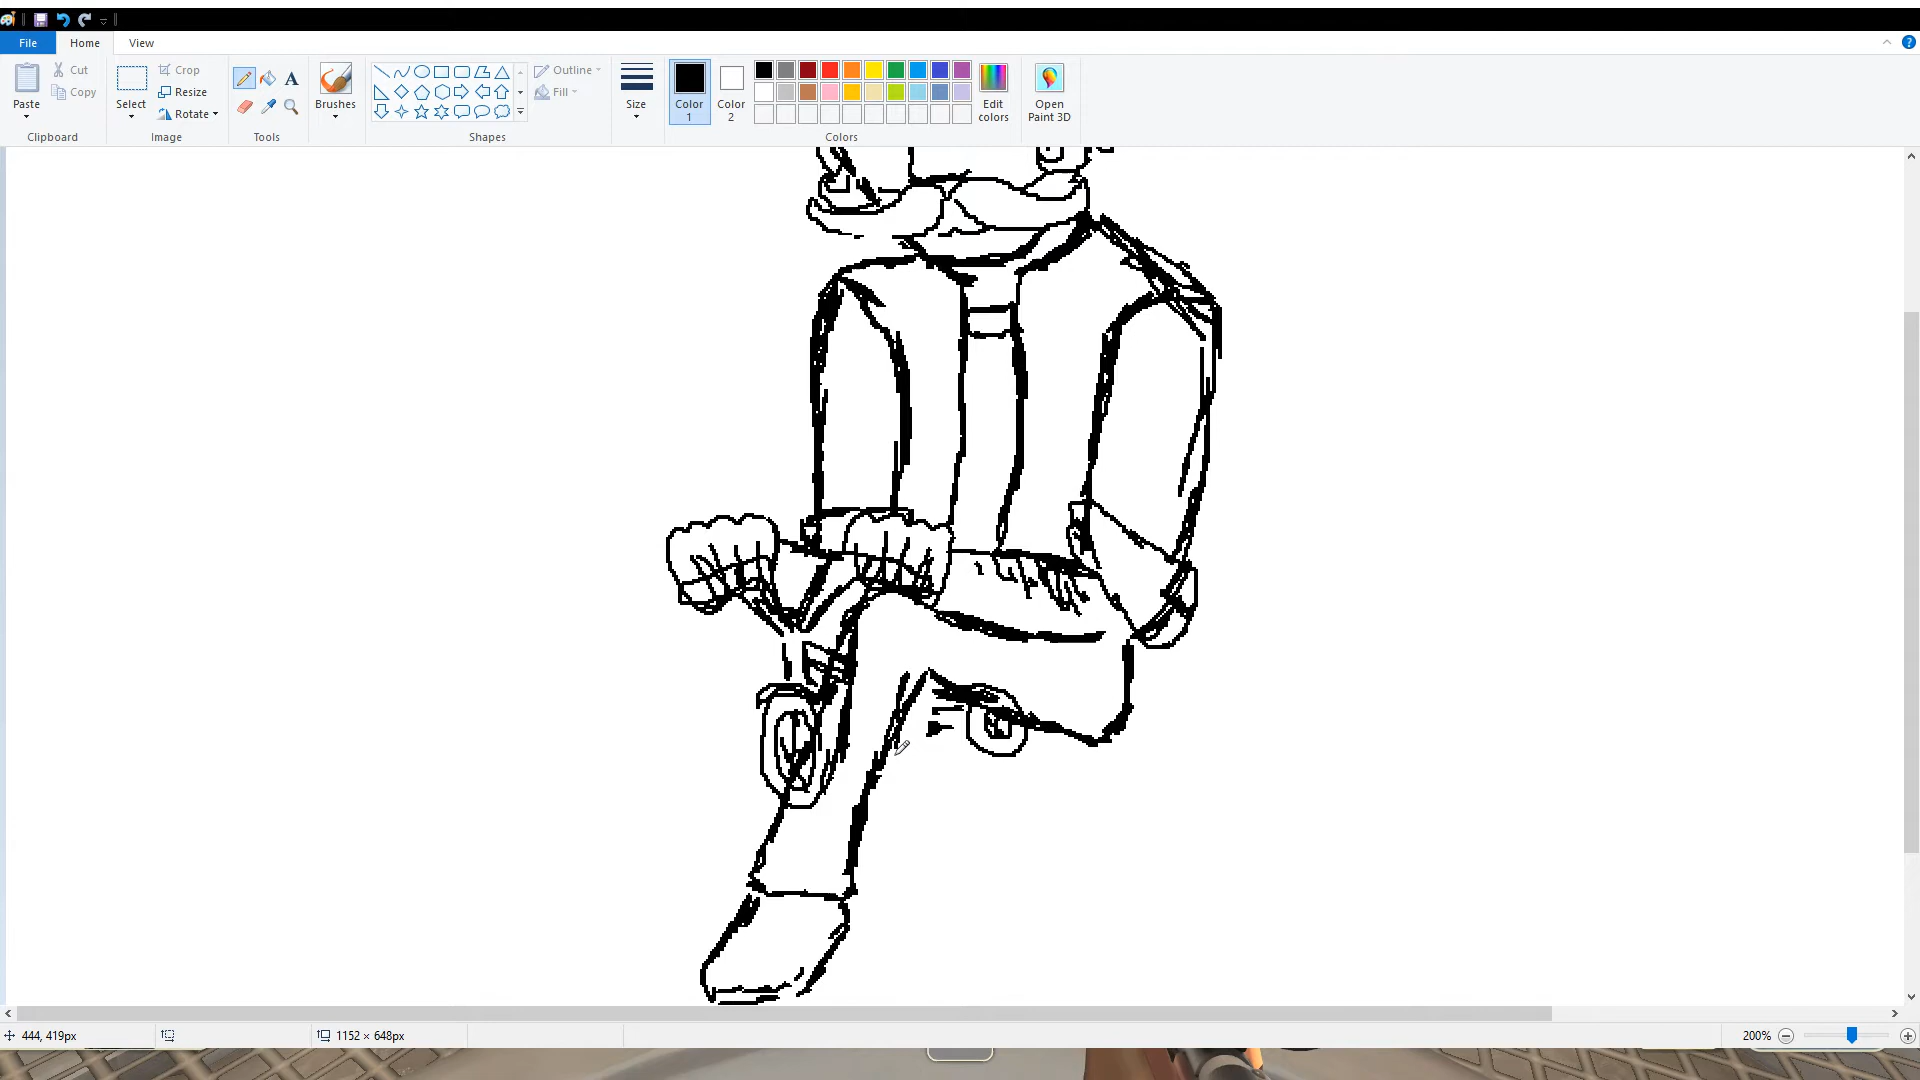 File Home View
Paste
Cut
Copy
Clipboard
Select
Crop
Resize
Rotate
Image
A
Tools
Brushes
Outline
Fill
Shapes
Size
Color 1
Color 2
Edit colors
Colors
Open Paint 3D
444, 419px
1152 × 648px
200%